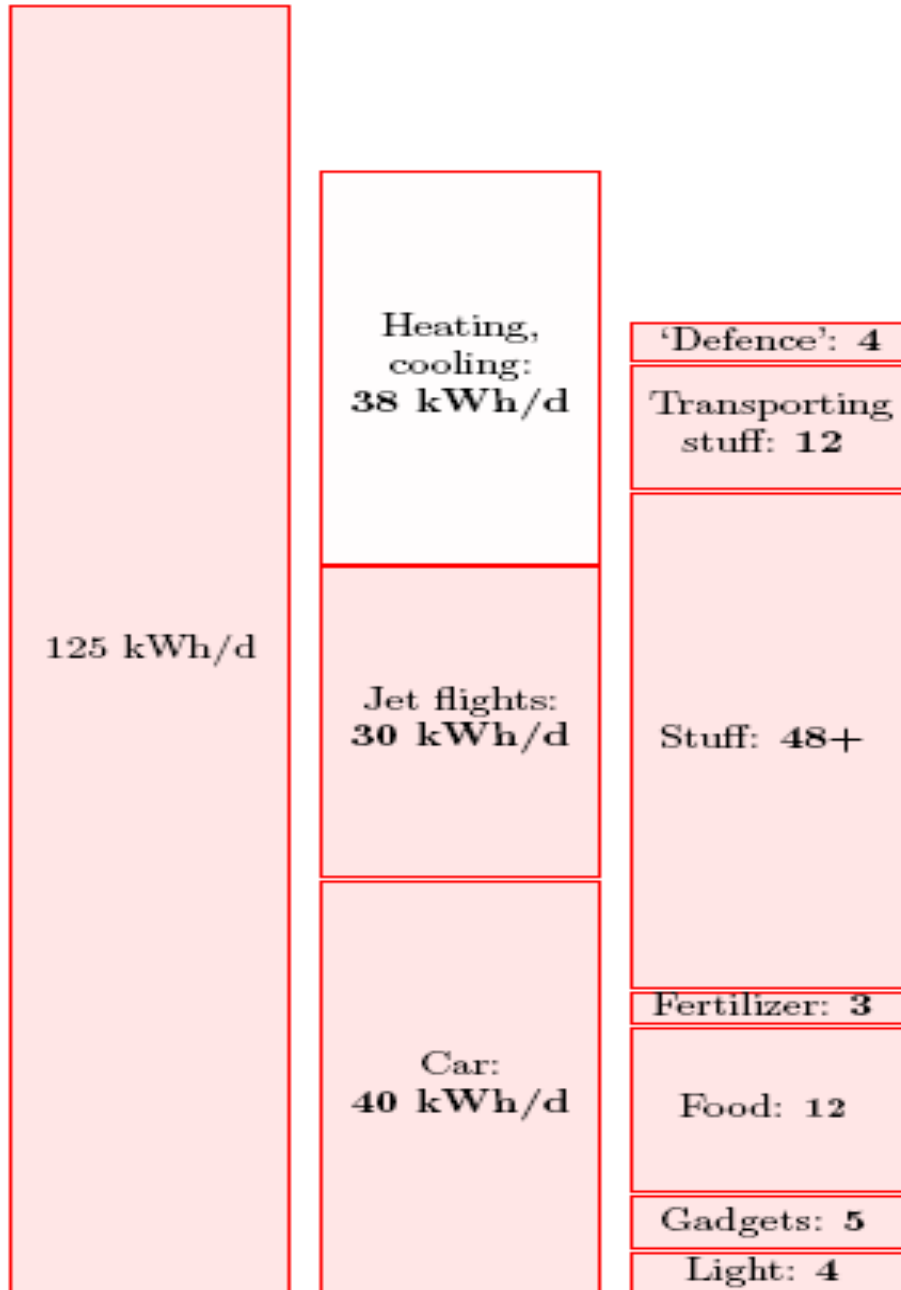 125 kWh/d
Heating,
cooling:
38 kWh/d
Jet flights:
30 kWh/d
Car:
40 kWh/d
‘Defence’: 4
Transporting
stuff: 12
Stuff: 48+
Fertilizer: 3
Food: 12
Gadgets: 5
Light: 4